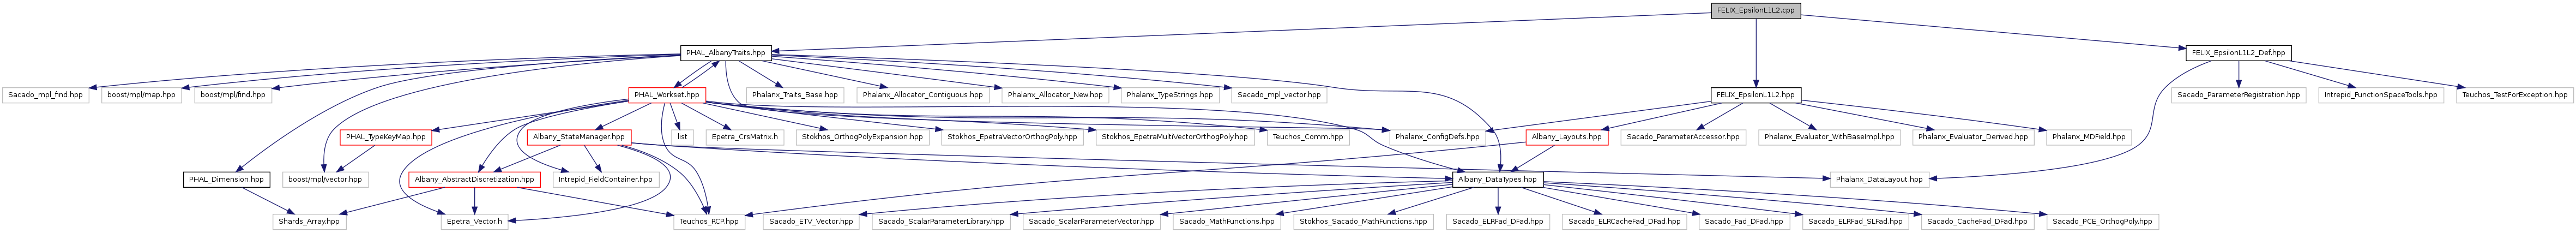 FELIX_EpsilonL1L2.cpp
PHAL_AlbanyTraits.hpp
FELIX_EpsilonL1L2_Def.hpp
Sacado_mpl_find.hpp
boost/mpl/map.hpp
boost/mpl/find.hpp
PHAL_Workset.hpp
Phalanx_Traits_Base.hpp
Phalanx_Allocator_Contiguous.hpp
Phalanx_Allocator_New.hpp
Phalanx_TypeStrings.hpp
Sacado_mpl_vector.hpp
FELIX_EpsilonL1L2.hpp
Sacado_ParameterRegistration.hpp
Intrepid_FunctionSpaceTools.hpp
Teuchos_TestForException.hpp
PHAL_TypeKeyMap.hpp
Albany_StateManager.hpp
list
Epetra_CrsMatrix.h
Stokhos_OrthogPolyExpansion.hpp
Stokhos_EpetraVectorOrthogPoly.hpp
Stokhos_EpetraMultiVectorOrthogPoly.hpp
Teuchos_Comm.hpp
Phalanx_ConfigDefs.hpp
Albany_Layouts.hpp
Sacado_ParameterAccessor.hpp
Phalanx_Evaluator_WithBaseImpl.hpp
Phalanx_Evaluator_Derived.hpp
Phalanx_MDField.hpp
PHAL_Dimension.hpp
boost/mpl/vector.hpp
Albany_AbstractDiscretization.hpp
Intrepid_FieldContainer.hpp
Albany_DataTypes.hpp
Phalanx_DataLayout.hpp
Shards_Array.hpp
Epetra_Vector.h
Teuchos_RCP.hpp
Sacado_ETV_Vector.hpp
Sacado_ScalarParameterLibrary.hpp
Sacado_ScalarParameterVector.hpp
Sacado_MathFunctions.hpp
Stokhos_Sacado_MathFunctions.hpp
Sacado_ELRFad_DFad.hpp
Sacado_ELRCacheFad_DFad.hpp
Sacado_Fad_DFad.hpp
Sacado_ELRFad_SLFad.hpp
Sacado_CacheFad_DFad.hpp
Sacado_PCE_OrthogPoly.hpp